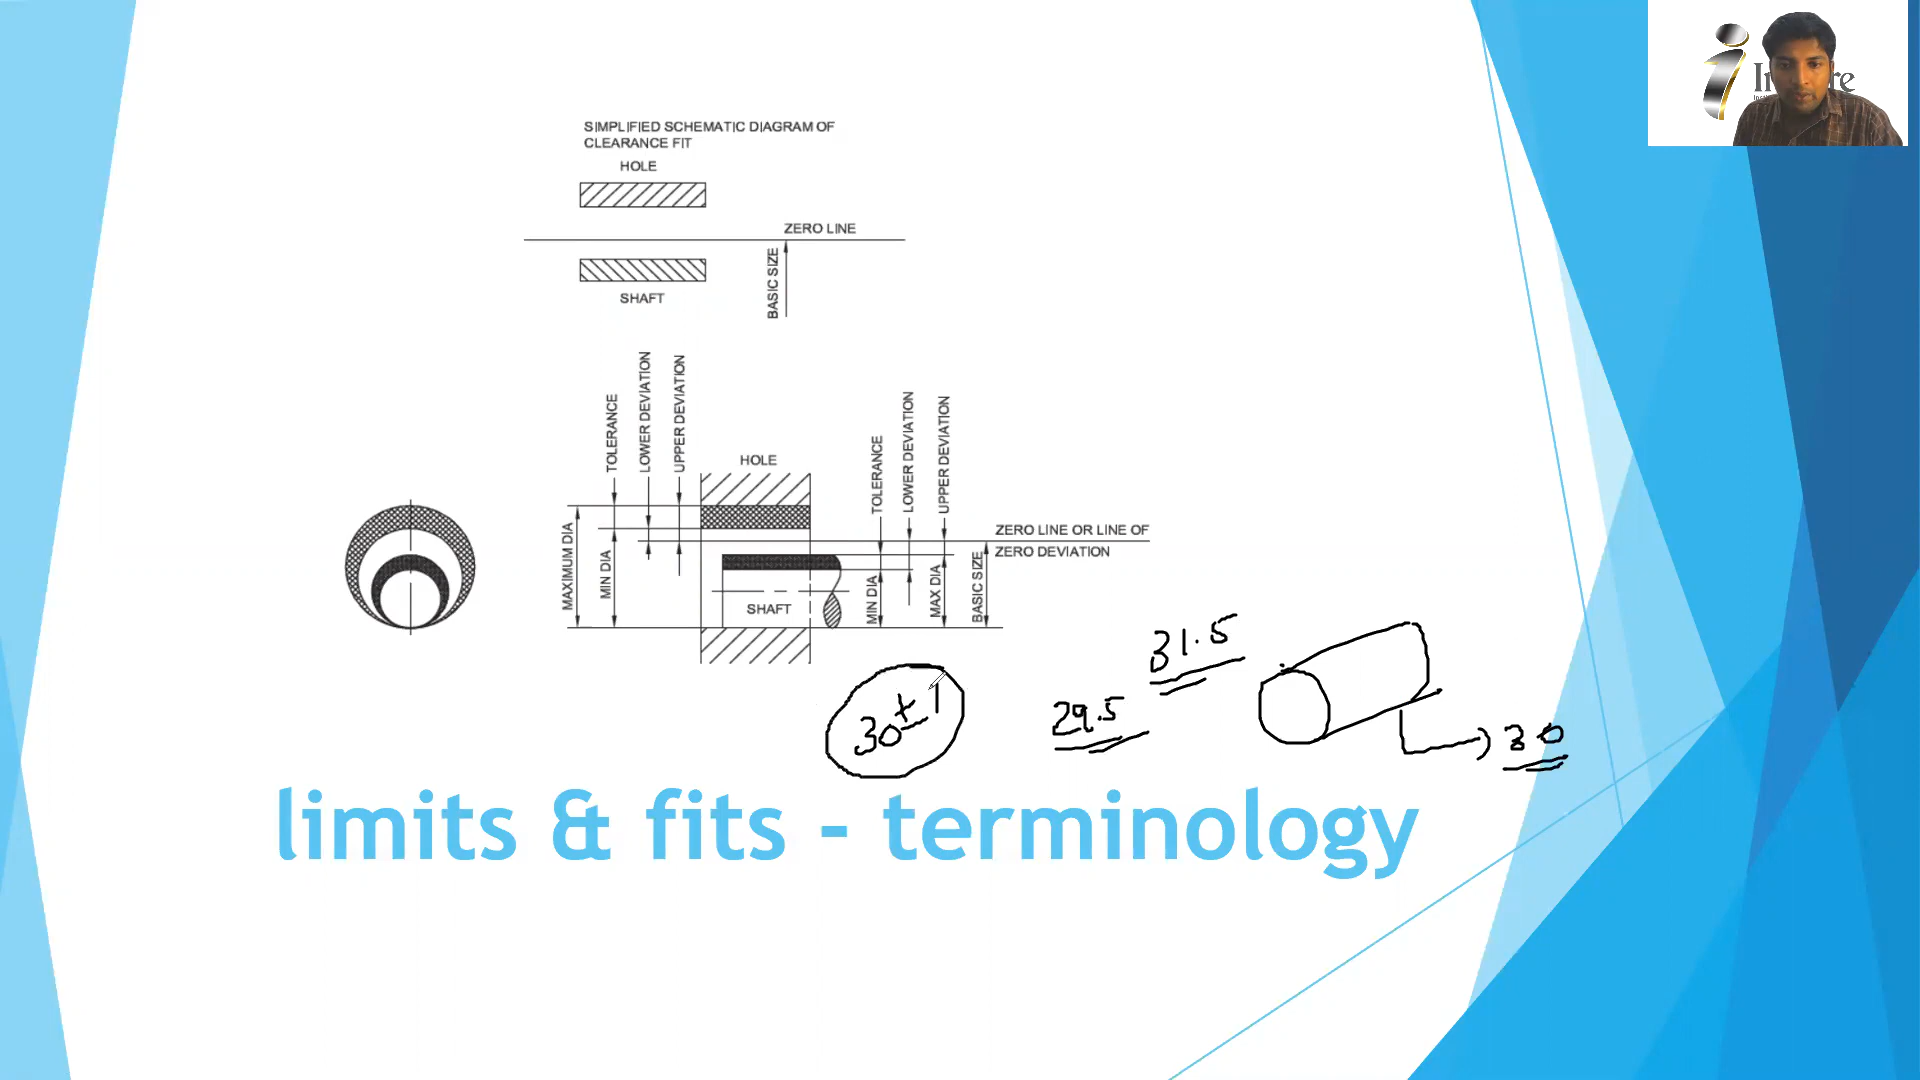 SIMPLIFIED SCHEMATIC DIAGRAM OF
CLEARANCE FIT
HOLE
ZERO LINE
BASIC SIZE
SHAFT
TOLERANCE
LOWER DEVIATION
UPPER DEVIATION
HOLE
TOLERANCE
LOWER DEVIATION
UPPER DEVIATION
ZERO LINE OR LINE OF
ZERO DEVIATION
MAXIMUM DIA
MIN DIA
SHAFT
MIN DIA
MAX DIA
BASIC SIZE
31.5
30±1
29.5
30
limits & fits - terminology